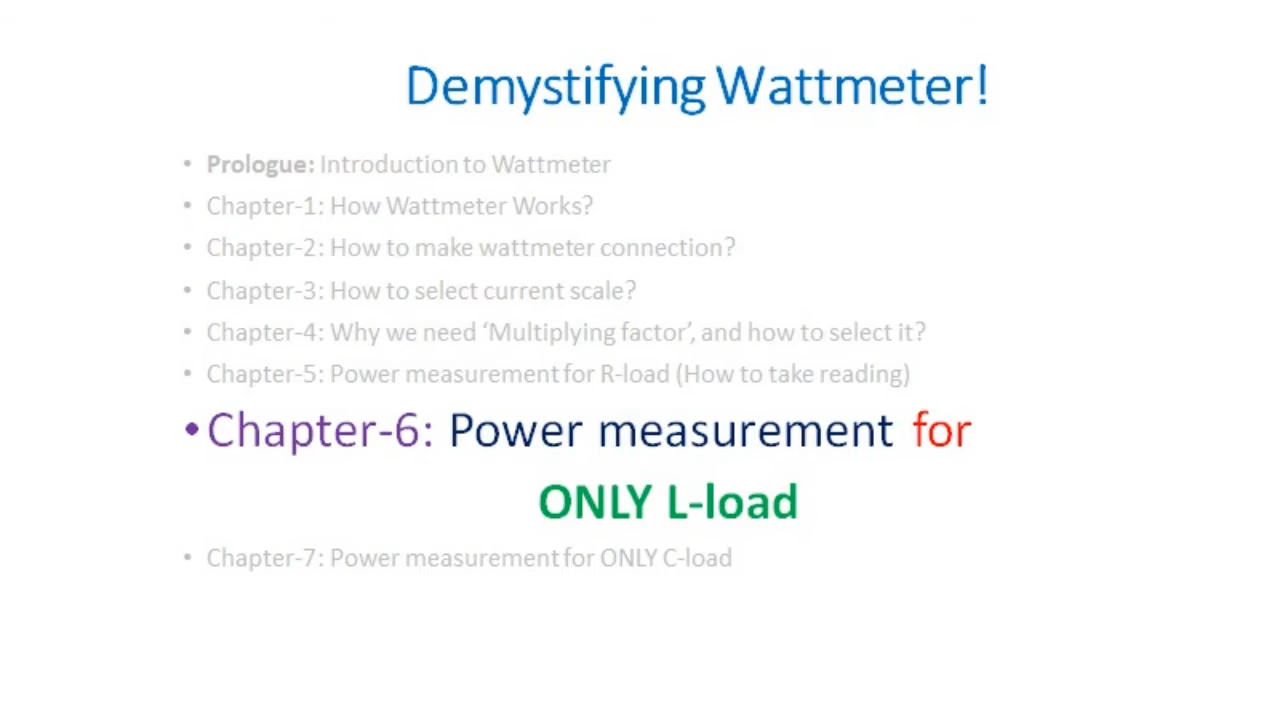 Demystifying Wattmeter!
• Prologue: Introduction to Wattmeter
• Chapter-1: How Wattmeter Works?
• Chapter-2: How to make wattmeter connection?
• Chapter-3: How to select current scale?
• Chapter-4: Why we need ‘Multiplying factor’, and how to select it?
• Chapter-5: Power measurement for R-load (How to take reading)
• Chapter-6: Power measurement for
ONLY L-load
• Chapter-7: Power measurement for ONLY C-load